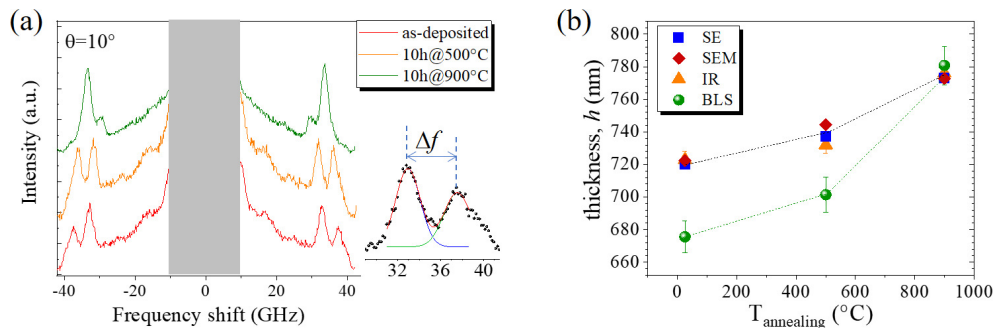 (a)
θ=10°
as-deposited
10h@500°C
10h@900°C
Intensity (a.u.)
Δf
32 36 40
-40 -20 0 20 40
Frequency shift (GHz)
(b)
SE
SEM
IR
BLS
thickness, h (nm)
800
780
760
740
720
700
680
660
0 200 400 600 800 1000
Tannealing (°C)